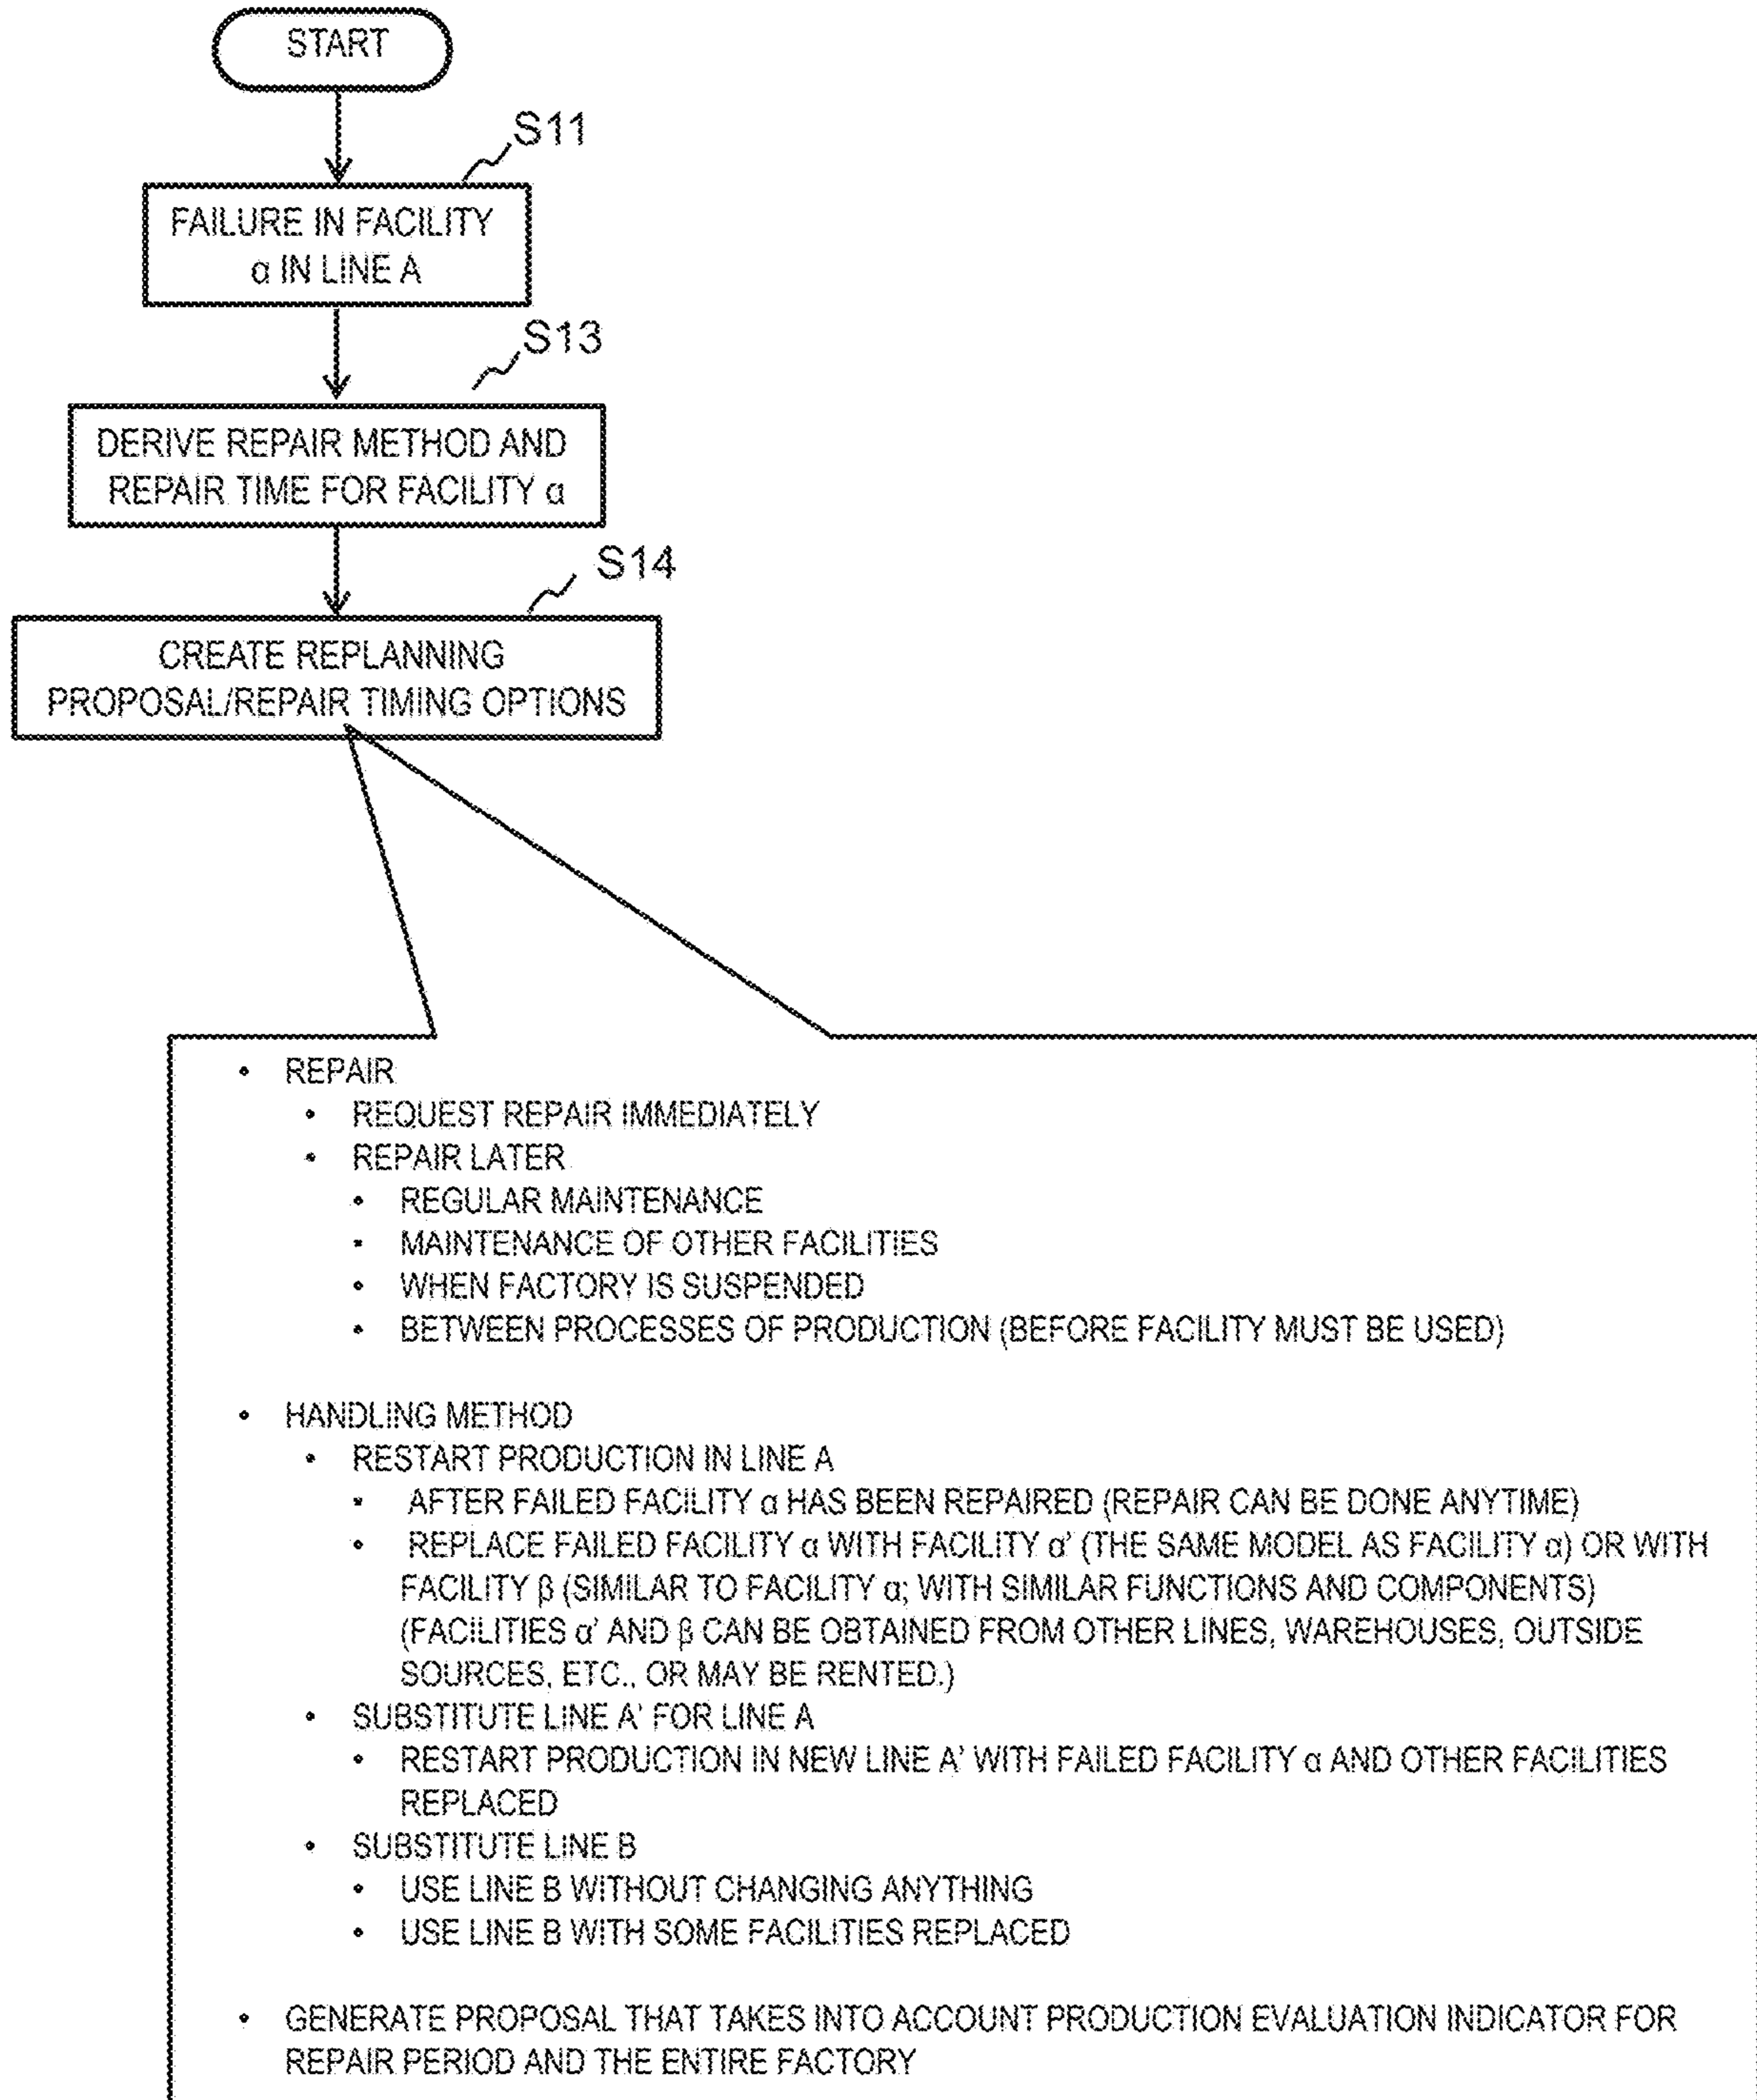 START
S11
FAILURE IN FACILITY
α IN LINE A
S13
DERIVE REPAIR METHOD AND
REPAIR TIME FOR FACILITY α
S14
CREATE REPLANNING
PROPOSAL/REPAIR TIMING OPTIONS
• REPAIR
• REQUEST REPAIR IMMEDIATELY
• REPAIR LATER
• REGULAR MAINTENANCE
• MAINTENANCE OF OTHER FACILITIES
• WHEN FACTORY IS SUSPENDED
• BETWEEN PROCESSES OF PRODUCTION (BEFORE FACILITY MUST BE USED)
• HANDLING METHOD
• RESTART PRODUCTION IN LINE A
• AFTER FAILED FACILITY α HAS BEEN REPAIRED (REPAIR CAN BE DONE ANYTIME)
• REPLACE FAILED FACILITY α WITH FACILITY α' (THE SAME MODEL AS FACILITY α) OR WITH
FACILITY β (SIMILAR TO FACILITY α; WITH SIMILAR FUNCTIONS AND COMPONENTS)
(FACILITIES α' AND β CAN BE OBTAINED FROM OTHER LINES, WAREHOUSES, OUTSIDE
SOURCES, ETC., OR MAY BE RENTED.)
• SUBSTITUTE LINE A' FOR LINE A
• RESTART PRODUCTION IN NEW LINE A' WITH FAILED FACILITY α AND OTHER FACILITIES
REPLACED
• SUBSTITUTE LINE B
• USE LINE B WITHOUT CHANGING ANYTHING
• USE LINE B WITH SOME FACILITIES REPLACED
• GENERATE PROPOSAL THAT TAKES INTO ACCOUNT PRODUCTION EVALUATION INDICATOR FOR
REPAIR PERIOD AND THE ENTIRE FACTORY